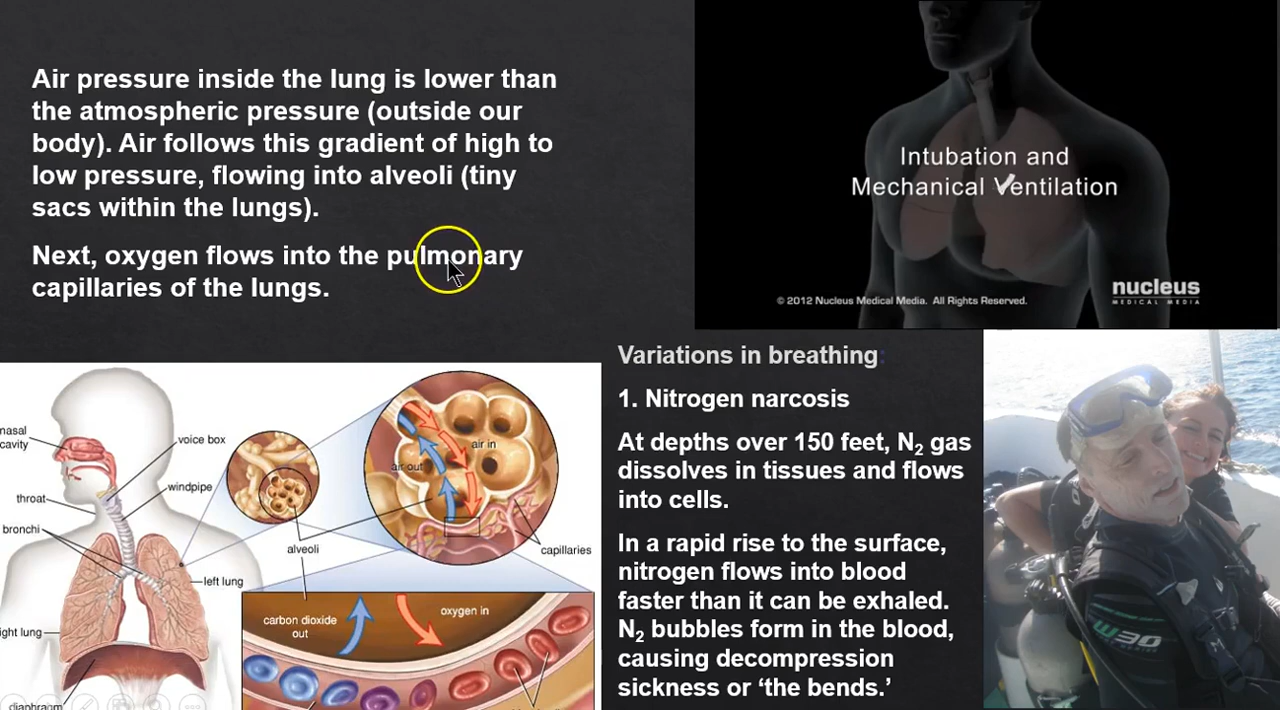 Air pressure inside the lung is lower than
the atmospheric pressure (outside our
body). Air follows this gradient of high to
low pressure, flowing into alveoli (tiny
sacs within the lungs).
Next, oxygen flows into the pulmonary
capillaries of the lungs.
Intubation and
Mechanical Ventilation
© 2012 Nucleus Medical Media. All Rights Reserved.
nucleus
MEDICAL MEDIA
nasal
cavity
throat
bronchi
right lung
diaphragm
voice box
windpipe
left lung
alveoli
air in
air out
capillaries
carbon dioxide
out
oxygen in
Variations in breathing:
1. Nitrogen narcosis
At depths over 150 feet, N₂ gas
dissolves in tissues and flows
into cells.
In a rapid rise to the surface,
nitrogen flows into blood
faster than it can be exhaled.
N₂ bubbles form in the blood,
causing decompression
sickness or ‘the bends.’
W30